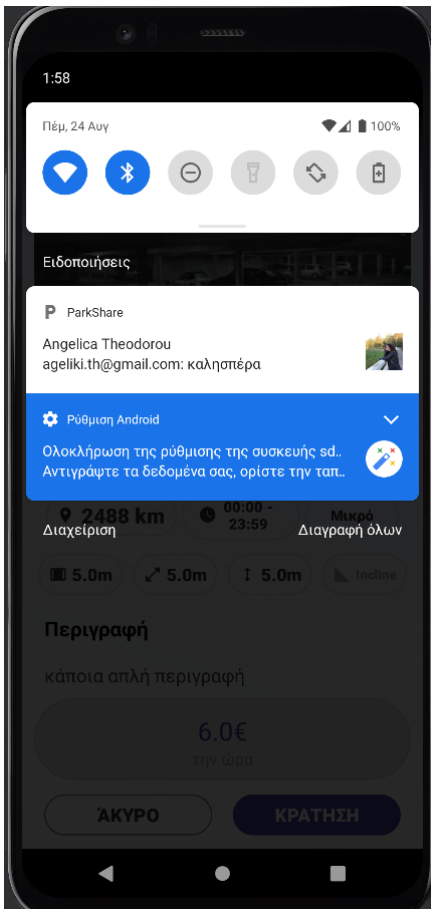 1:58
Πέμ, 24 Αυγ
100%
Ειδοποιήσεις
P ParkShare
Angelica Theodorou
ageliki.th@gmail.com: καλησπέρα
Ρύθμιση Android
Ολοκλήρωση της ρύθμισης της συσκευής sd..
Αντιγράψτε τα δεδομένα σας, ορίστε την ταπ..
2488 km
00:00 -
23:59
Μικρό
Διαχείριση
Διαγραφή όλων
5.0m
5.0m
5.0m
Incline
Περιγραφή
κάποια απλή περιγραφή
6.0€
την ώρα
ΆΚΥΡΟ
ΚΡΑΤΗΣΗ